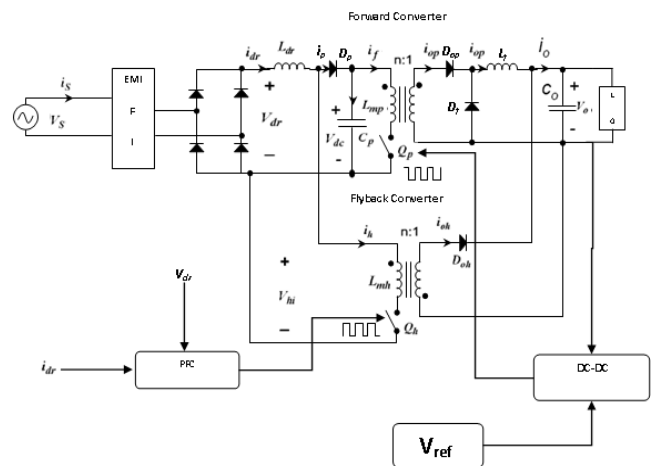 Forward Converter
i_dr
L_dr
i_p
D_p
i_f
n:1
i_op
D_op
i_op
L_f
i_O
i_S
EMI
F
I
V_S
+
V_dr
−
+
V_dc
-
C_p
L_mp
D_f
C_O
+
V_o'
-
L
Q_p
Flyback Converter
i_h
n:1
i_oh
D_oh
+
V_hi
−
L_mh
Q_h
V_dr
i_dr
PFC
DC-DC
V_ref